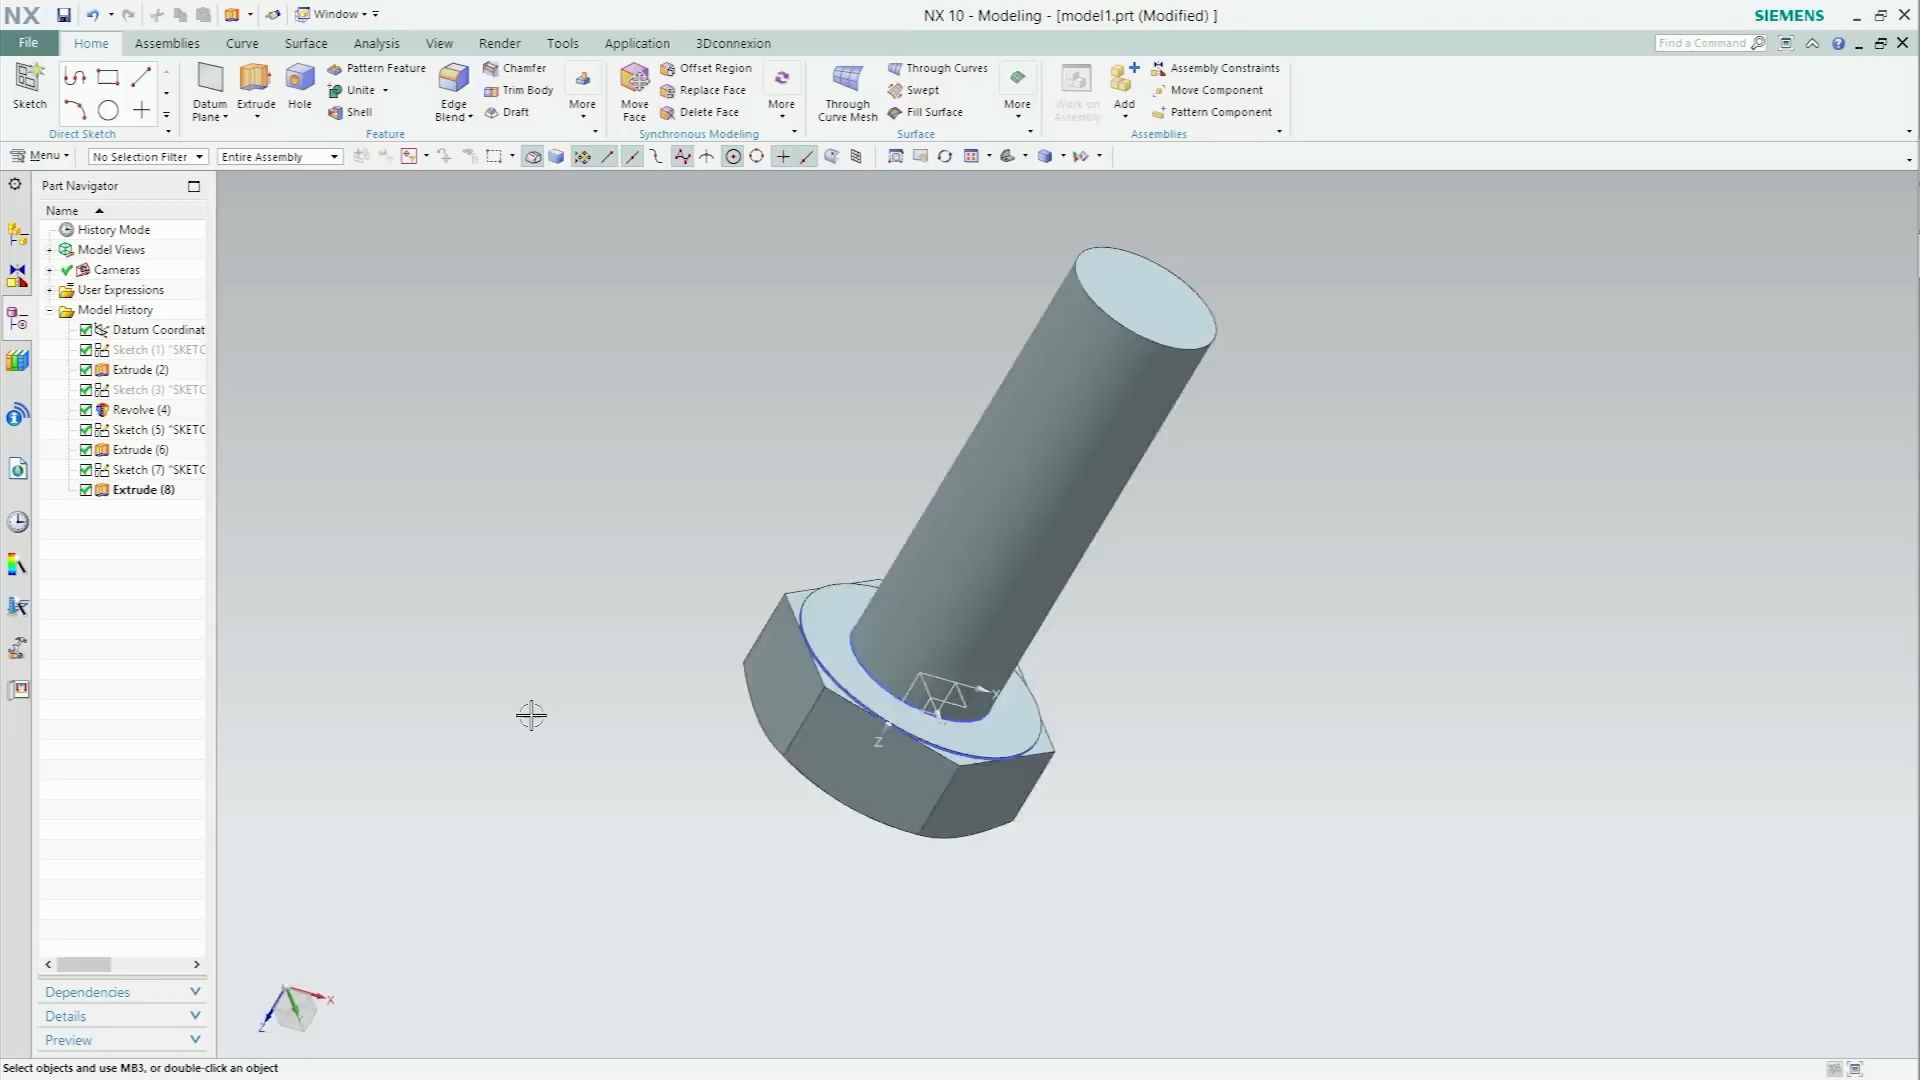 NX
Window
NX 10 - Modeling - [model1.prt (Modified) ]
SIEMENS
File
Home
Assemblies
Curve
Surface
Analysis
View
Render
Tools
Application
3Dconnexion
Find a Command
Sketch
Direct Sketch
Datum
Plane
Extrude
Hole
Pattern Feature
Unite
Shell
Edge
Blend
Chamfer
Trim Body
Draft
More
Feature
Move
Face
Offset Region
Replace Face
Delete Face
More
Synchronous Modeling
Through
Curve Mesh
Through Curves
Swept
Fill Surface
More
Surface
Work on
Assembly
Add
Assembly Constraints
Move Component
Pattern Component
Assemblies
Menu
No Selection Filter
Entire Assembly
Part Navigator
Name
History Mode
Model Views
Cameras
User Expressions
Model History
Datum Coordinat
Sketch (1) "SKETC
Extrude (2)
Sketch (3) "SKETC
Revolve (4)
Sketch (5) "SKETC
Extrude (6)
Sketch (7) "SKETC
Extrude (8)
X
Z
X
Z
Dependencies
Details
Preview
Select objects and use MB3, or double-click an object